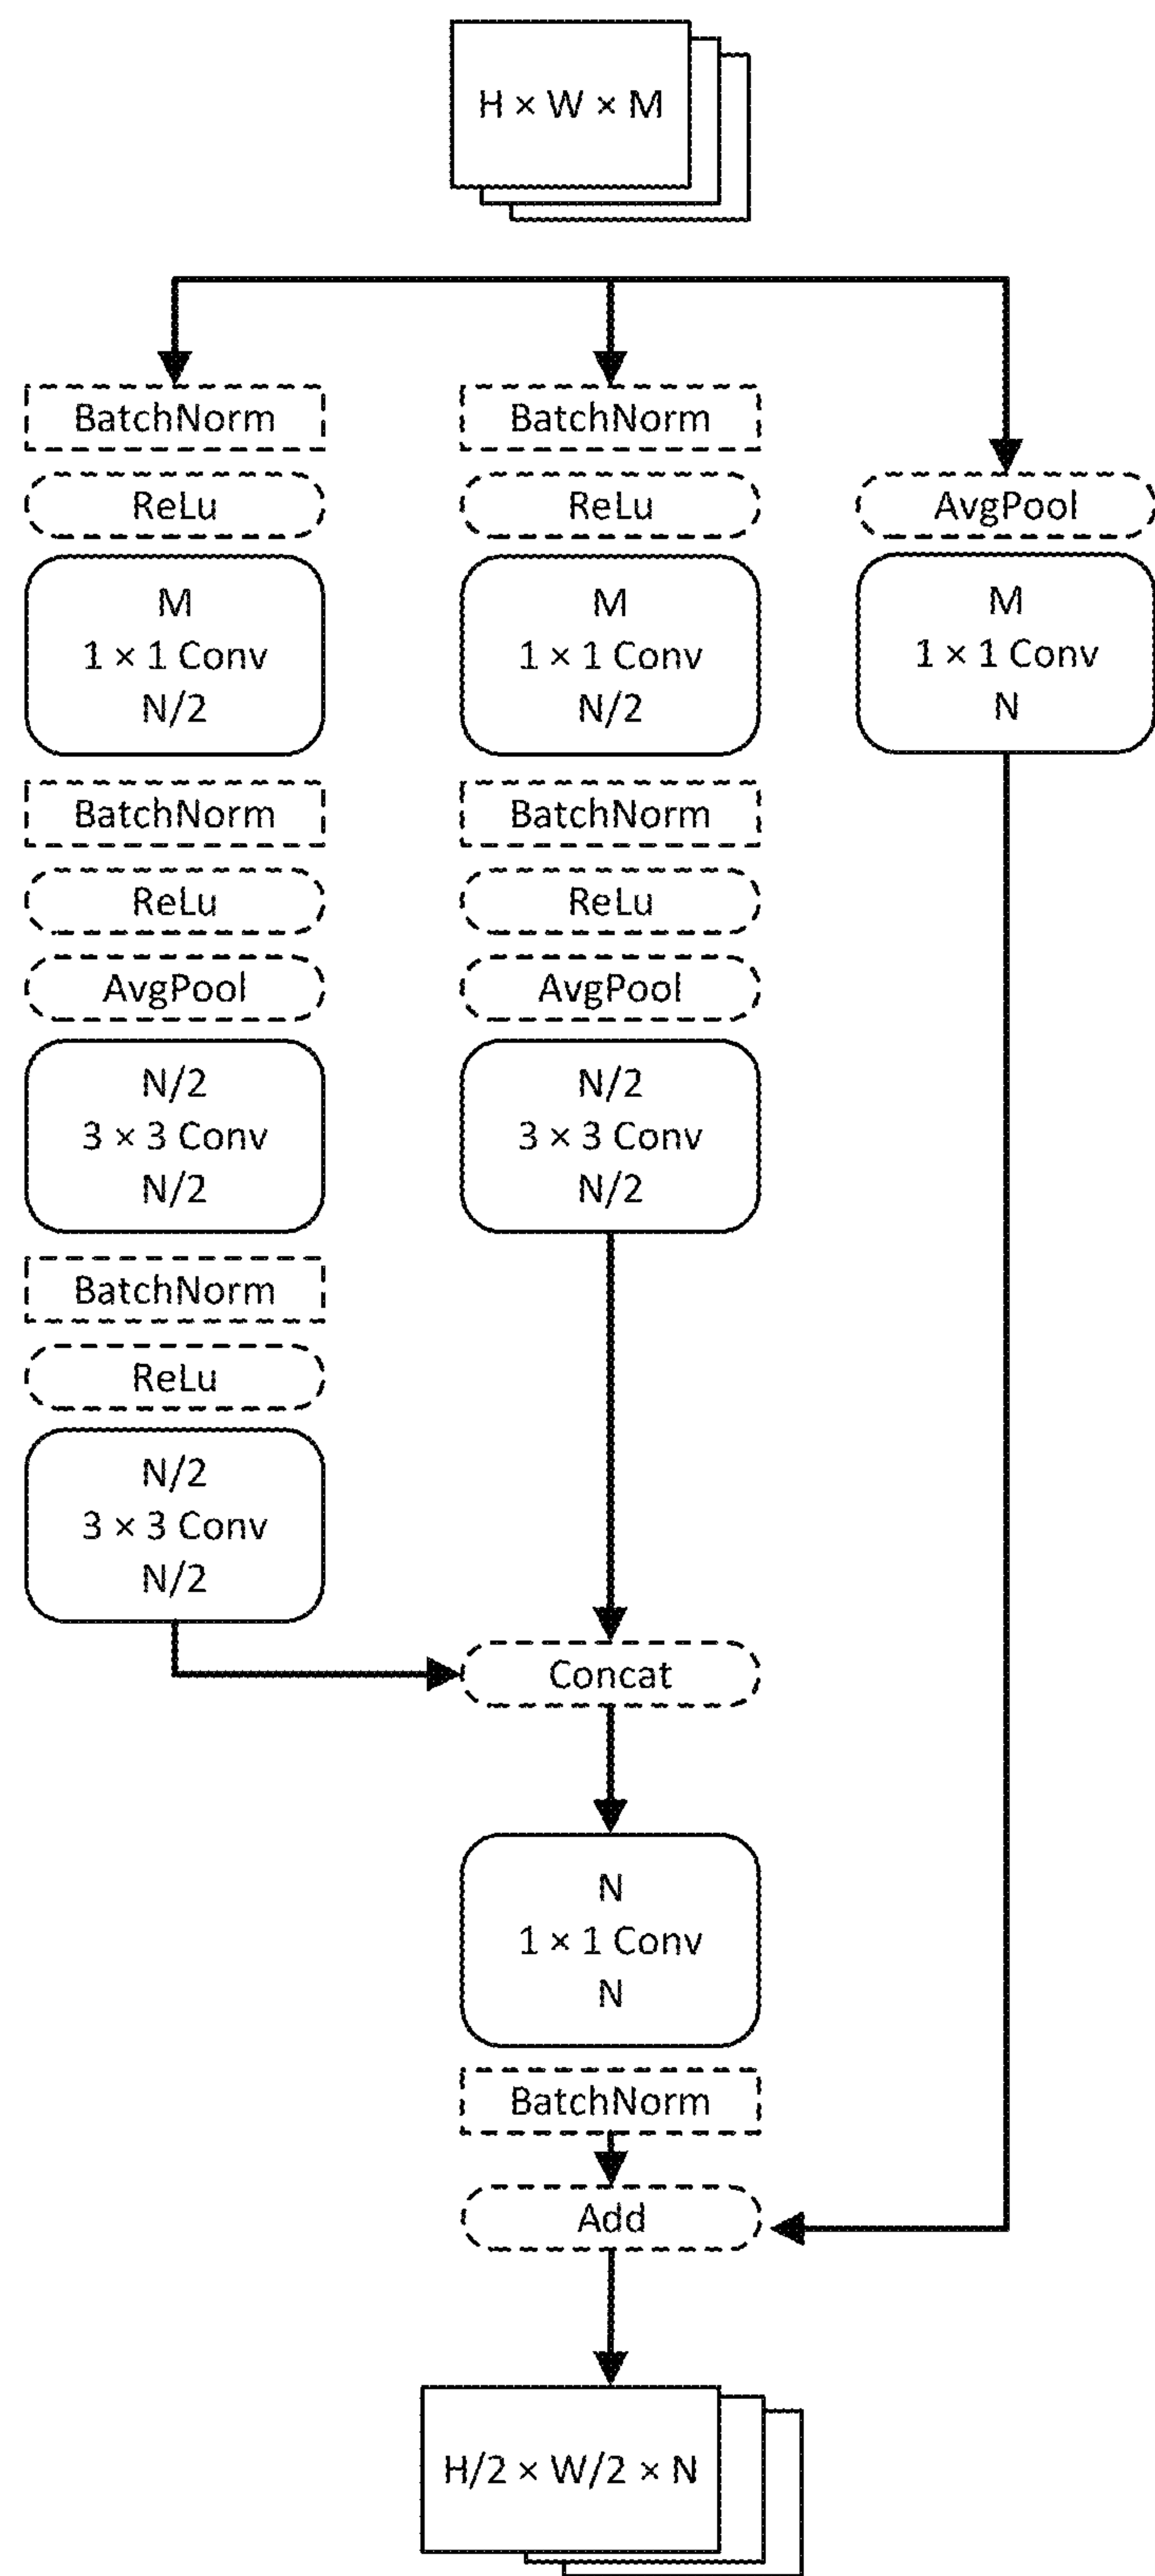 H × W × M
BatchNorm
ReLu
M
1 × 1 Conv
N/2
BatchNorm
ReLu
AvgPool
N/2
3 × 3 Conv
N/2
BatchNorm
ReLu
N/2
3 × 3 Conv
N/2
BatchNorm
ReLu
M
1 × 1 Conv
N/2
BatchNorm
ReLu
AvgPool
N/2
3 × 3 Conv
N/2
AvgPool
M
1 × 1 Conv
N
Concat
N
1 × 1 Conv
N
BatchNorm
Add
H/2 × W/2 × N